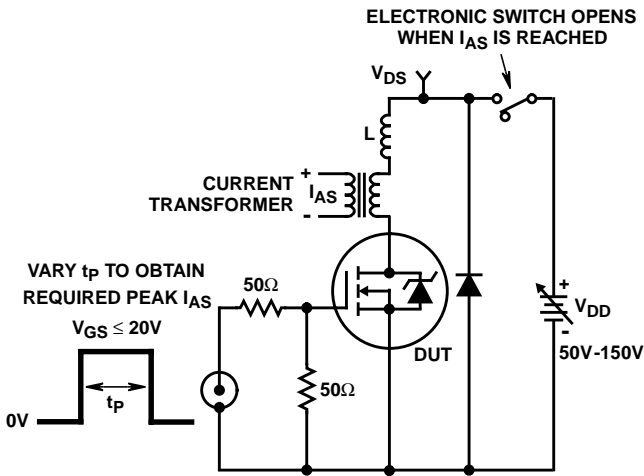 ELECTRONIC SWITCH OPENS
WHEN IAS IS REACHED
VDS
L
+
IAS
-
CURRENT
TRANSFORMER
VARY tP TO OBTAIN
REQUIRED PEAK IAS
VGS ≤ 20V
50Ω
50Ω
DUT
+
VDD
-
50V-150V
0V
tP